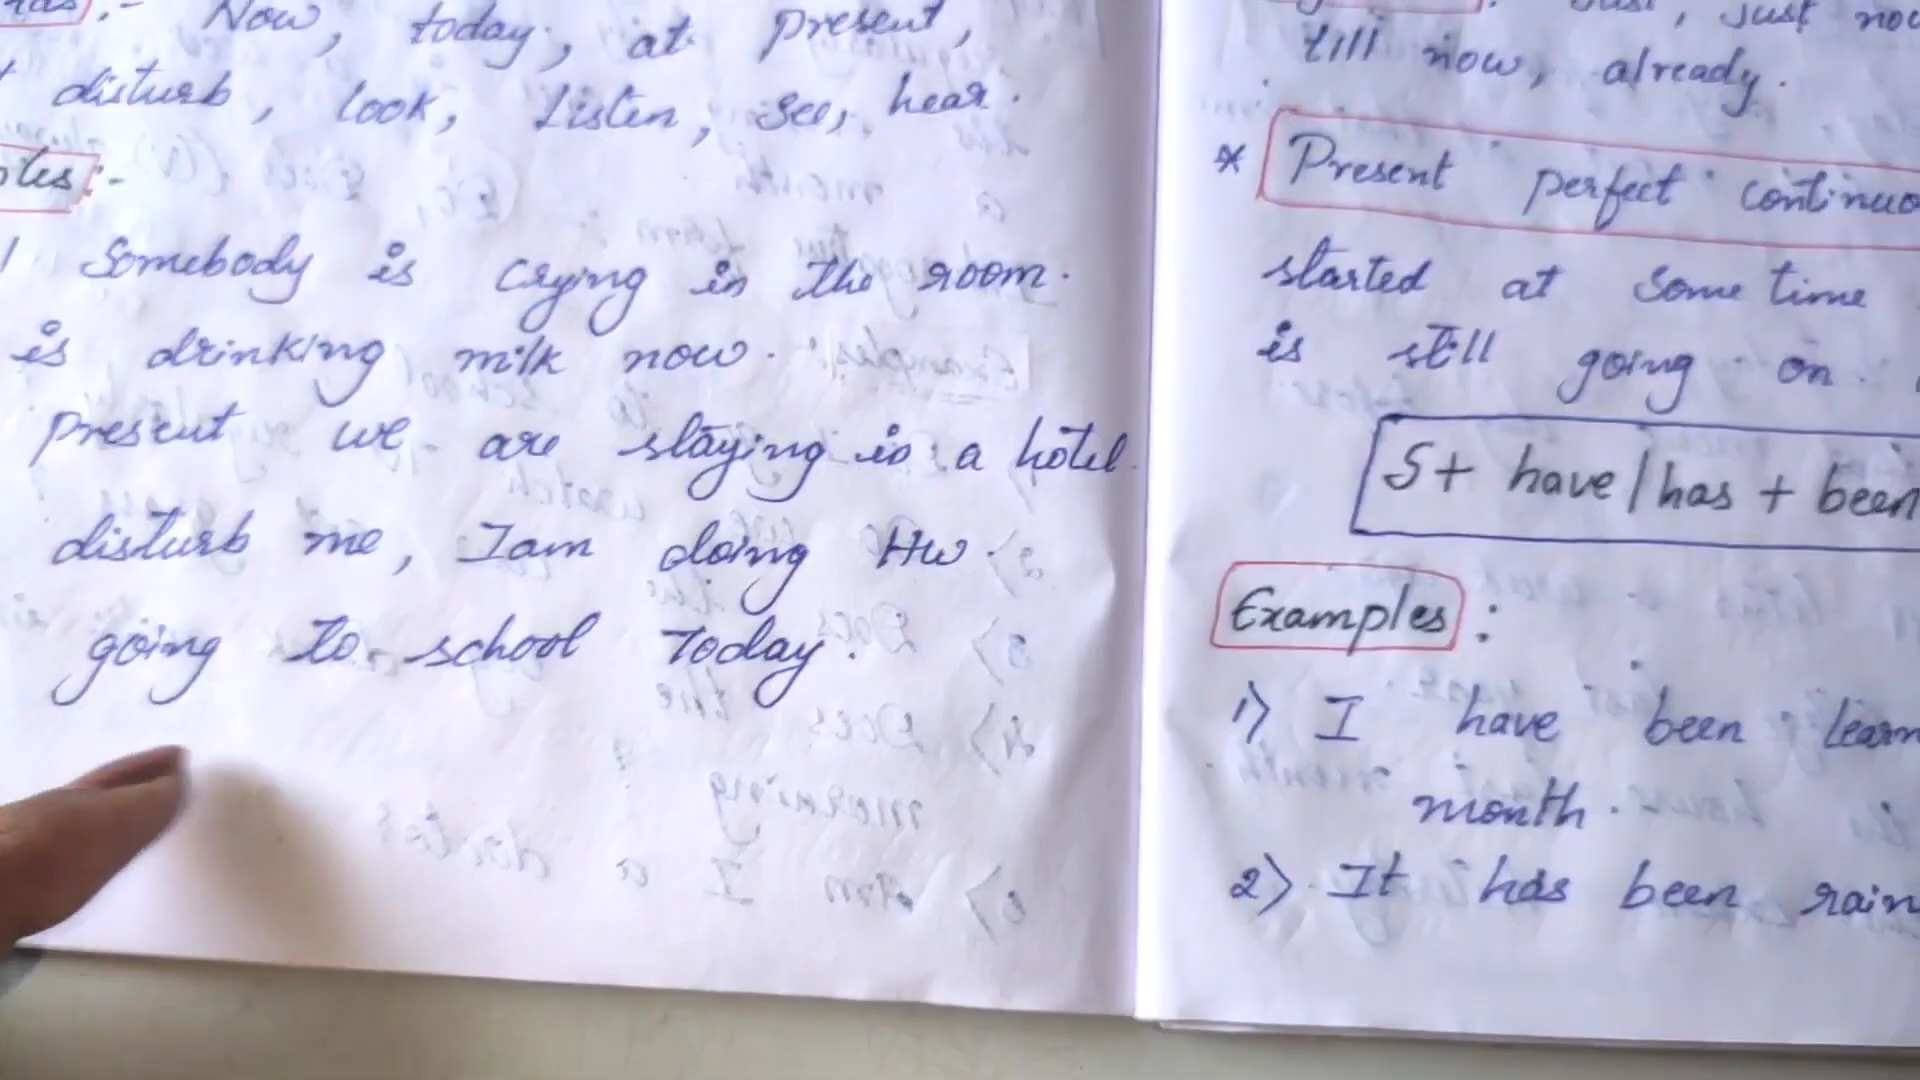 :- Now, today, at present,
disturb, look, Listen, see, hear.
:-
Somebody is crying in the room.
is drinking milk now.
present we are staying in a hotel
disturb me, I am doing HW.
going to school today.
just now
till now, already.
* Present perfect continuo
started at some time
is still going on
S+ have/has + been
Examples :
1) I have been learn
month.
2) It has been rain